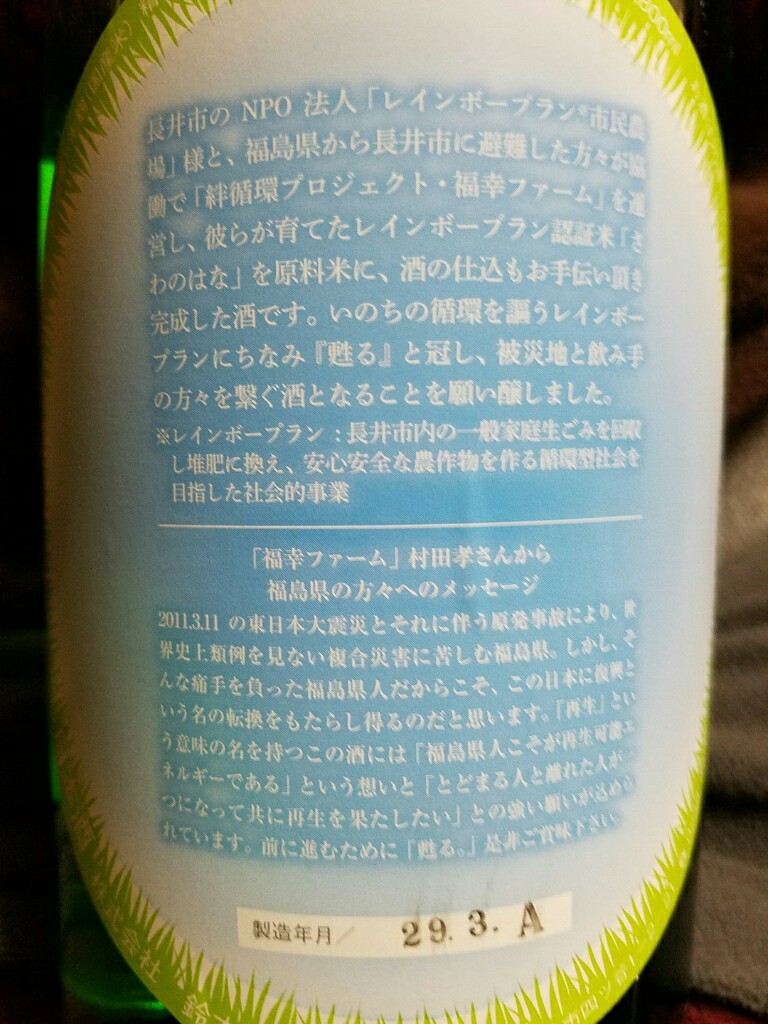 長井市の NPO 法人「レインボープラン®市民農
場」様と、福島県から長井市に避難した方々が協
働で「絆循環プロジェクト・福幸ファーム」を運
営し、彼らが育てたレインボープラン認証米「さ
わのはな」を原料米に、酒の仕込もお手伝い頂き
完成した酒です。いのちの循環を謳うレインボー
プランにちなみ『甦る』と冠し、被災地と飲み手
の方々を繋ぐ酒となることを願い醸しました。
※レインボープラン：長井市内の一般家庭生ごみを回収
し堆肥に換え、安心安全な農作物を作る循環型社会を
目指した社会的事業
「福幸ファーム」村田孝さんから
福島県の方々へのメッセージ
2011.3.11 の東日本大震災とそれに伴う原発事故により、世
界史上類例を見ない複合災害に苦しむ福島県。しかし、そ
んな痛手を負った福島県人だからこそ、この日本に復興と
いう名の転換をもたらし得るのだと思います。「再生」とい
う意味の名を持つこの酒には「福島県人こそが再生可能エ
ネルギーである」という想いと「とどまる人と離れた人が一
つになって共に再生を果たしたい」との強い願いが込めら
れています。前に進むために「甦る。」是非ご賞味下さい。
製造年月／ 29.3.A
式会社 鈴木